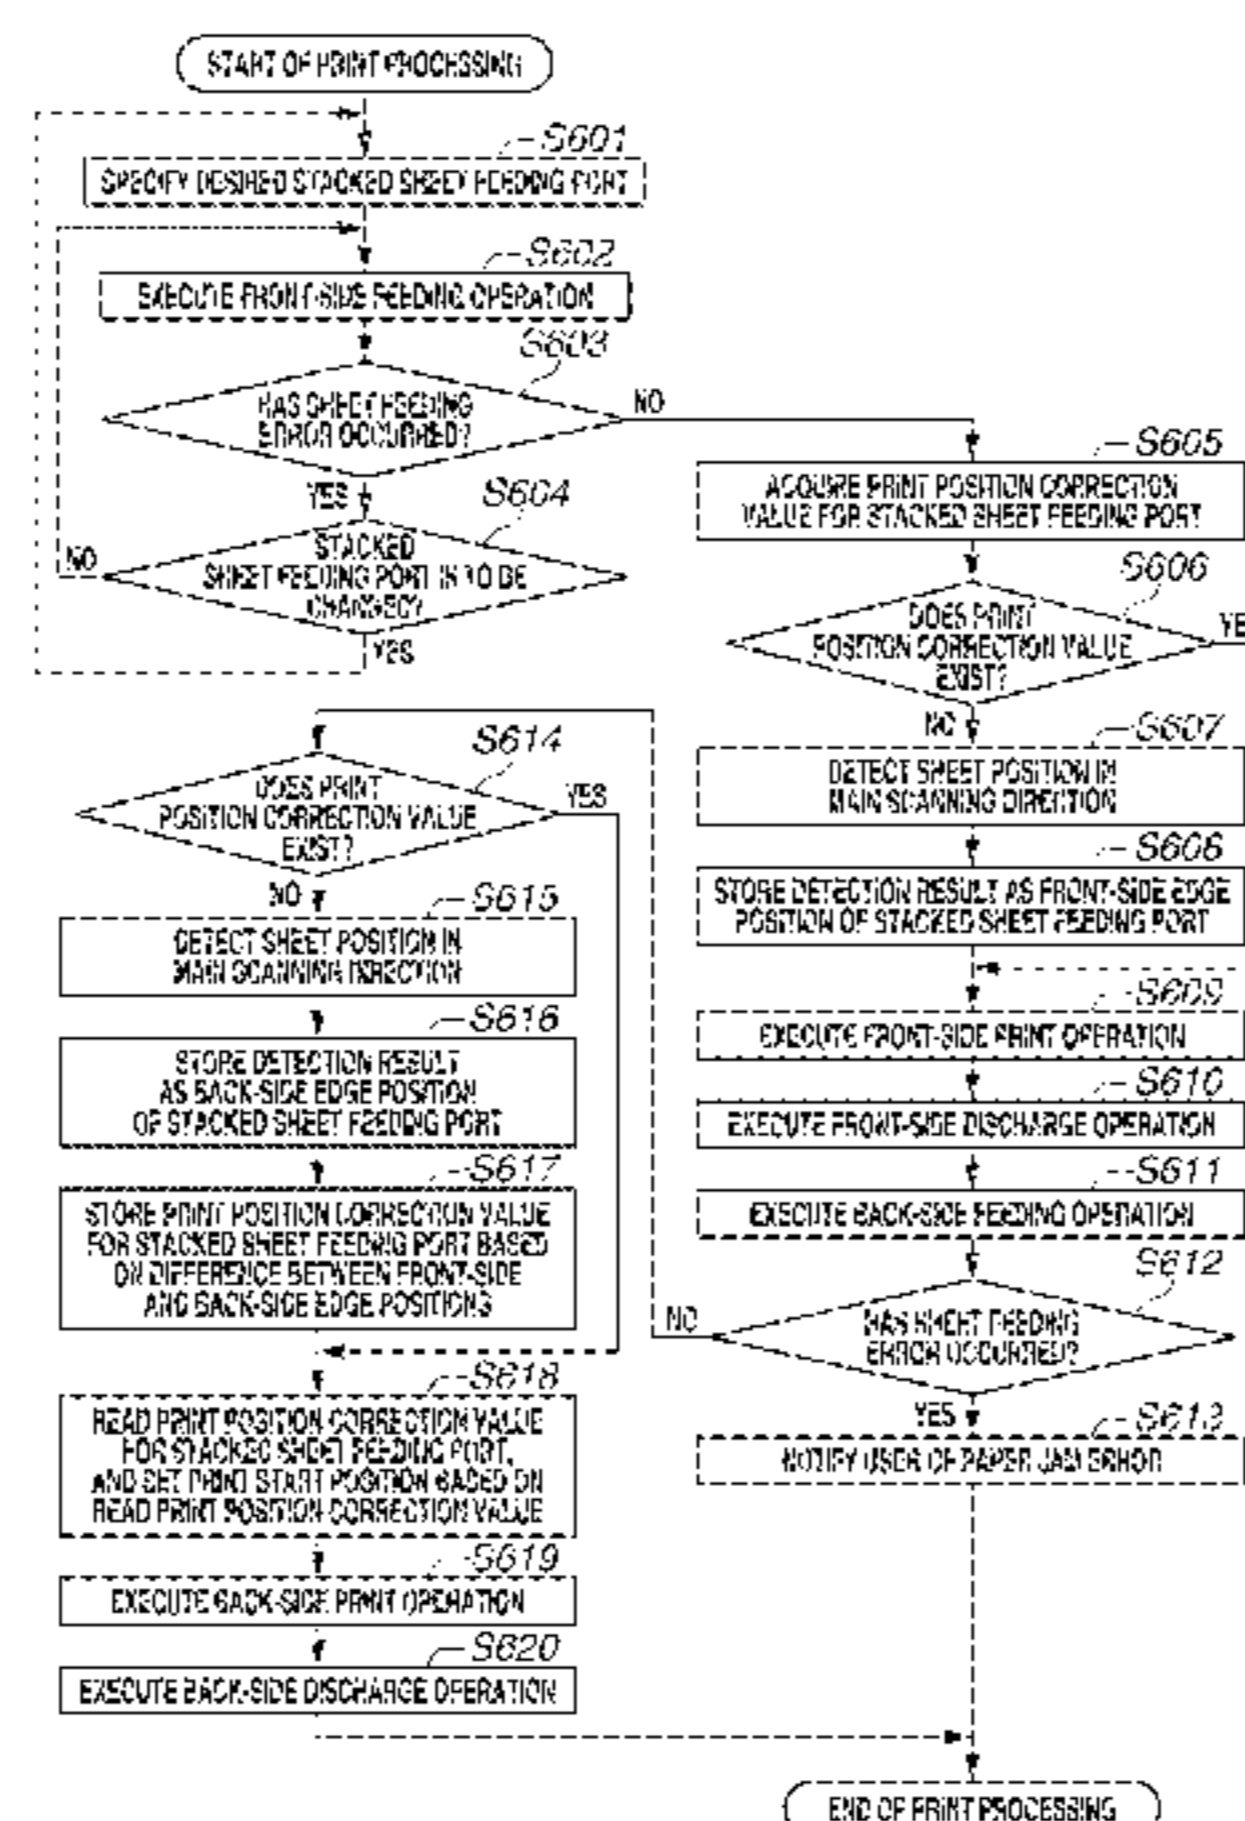 START OF PRINT PROCESSING
S601
SPECIFY DESIRED STACKED SHEET FEEDING PORT
S602
EXECUTE FRONT-SIDE FEEDING OPERATION
S603
HAS SHEET FEEDING
ERROR OCCURRED?
NO
YES
S604
STACKED
SHEET FEEDING PORT IS TO BE
CHANGED?
NO
YES
S605
ACQUIRE PRINT POSITION CORRECTION
VALUE FOR STACKED SHEET FEEDING PORT
S606
DOES PRINT
POSITION CORRECTION VALUE
EXIST?
YE
NO
S607
DETECT SHEET POSITION IN
MAIN SCANNING DIRECTION
S608
STORE DETECTION RESULT AS FRONT-SIDE EDGE
POSITION OF STACKED SHEET FEEDING PORT
S609
EXECUTE FRONT-SIDE PRINT OPERATION
S610
EXECUTE FRONT-SIDE DISCHARGE OPERATION
S611
EXECUTE BACK-SIDE FEEDING OPERATION
S612
HAS SHEET FEEDING
ERROR OCCURRED?
NO
YES
S613
NOTIFY USER OF PAPER JAM ERROR
S614
DOES PRINT
POSITION CORRECTION VALUE
EXIST?
YES
NO
S615
DETECT SHEET POSITION IN
MAIN SCANNING DIRECTION
S616
STORE DETECTION RESULT
AS BACK-SIDE EDGE POSITION
OF STACKED SHEET FEEDING PORT
S617
STORE PRINT POSITION CORRECTION VALUE
FOR STACKED SHEET FEEDING PORT BASED
ON DIFFERENCE BETWEEN FRONT-SIDE
AND BACK-SIDE EDGE POSITIONS
S618
READ PRINT POSITION CORRECTION VALUE
FOR STACKED SHEET FEEDING PORT,
AND SET PRINT START POSITION BASED ON
READ PRINT POSITION CORRECTION VALUE
S619
EXECUTE BACK-SIDE PRINT OPERATION
S620
EXECUTE BACK-SIDE DISCHARGE OPERATION
END OF PRINT PROCESSING